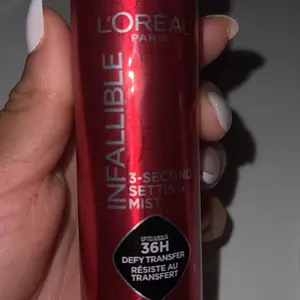 L'ORÉAL
PARIS
INFALLIBLE
3-SECOND
SETTING
MIST
36H
DEFY TRANSFER
RÉSISTE AU
TRANSFERT